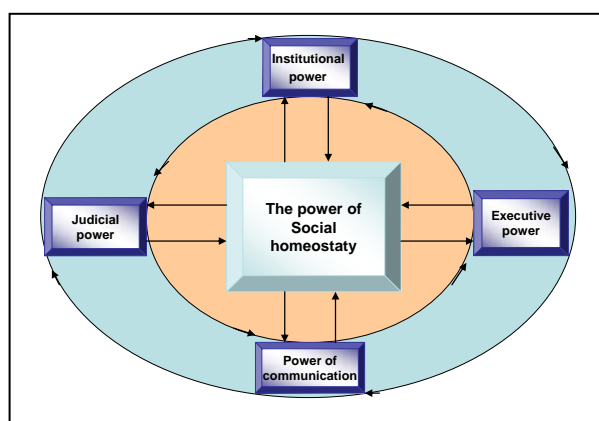 Institutional
power
Judicial
power
The power of
Social
homeostaty
Executive
power
Power of
communication